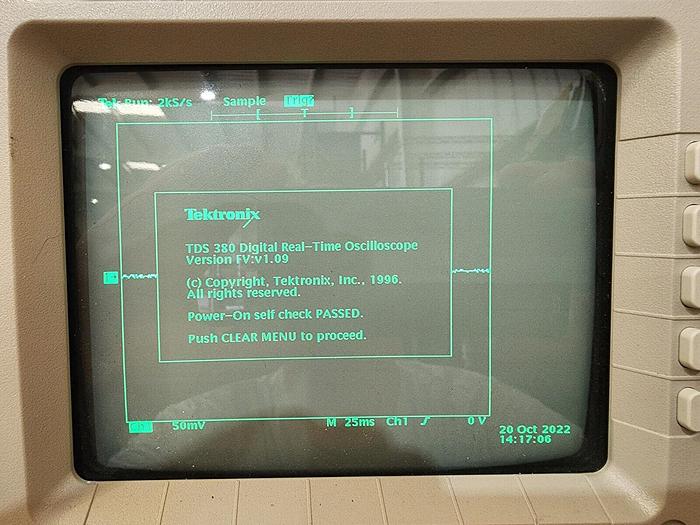 Tek Run: 2kS/s Sample Trig?
[ T ]
Tektronix
TDS 380 Digital Real-Time Oscilloscope
Version FV:v1.09
(c) Copyright, Tektronix, Inc., 1996.
All rights reserved.
Power-On self check PASSED.
Push CLEAR MENU to proceed.
50mV M 25ms Ch1 0 V
20 Oct 2022
14:17:06